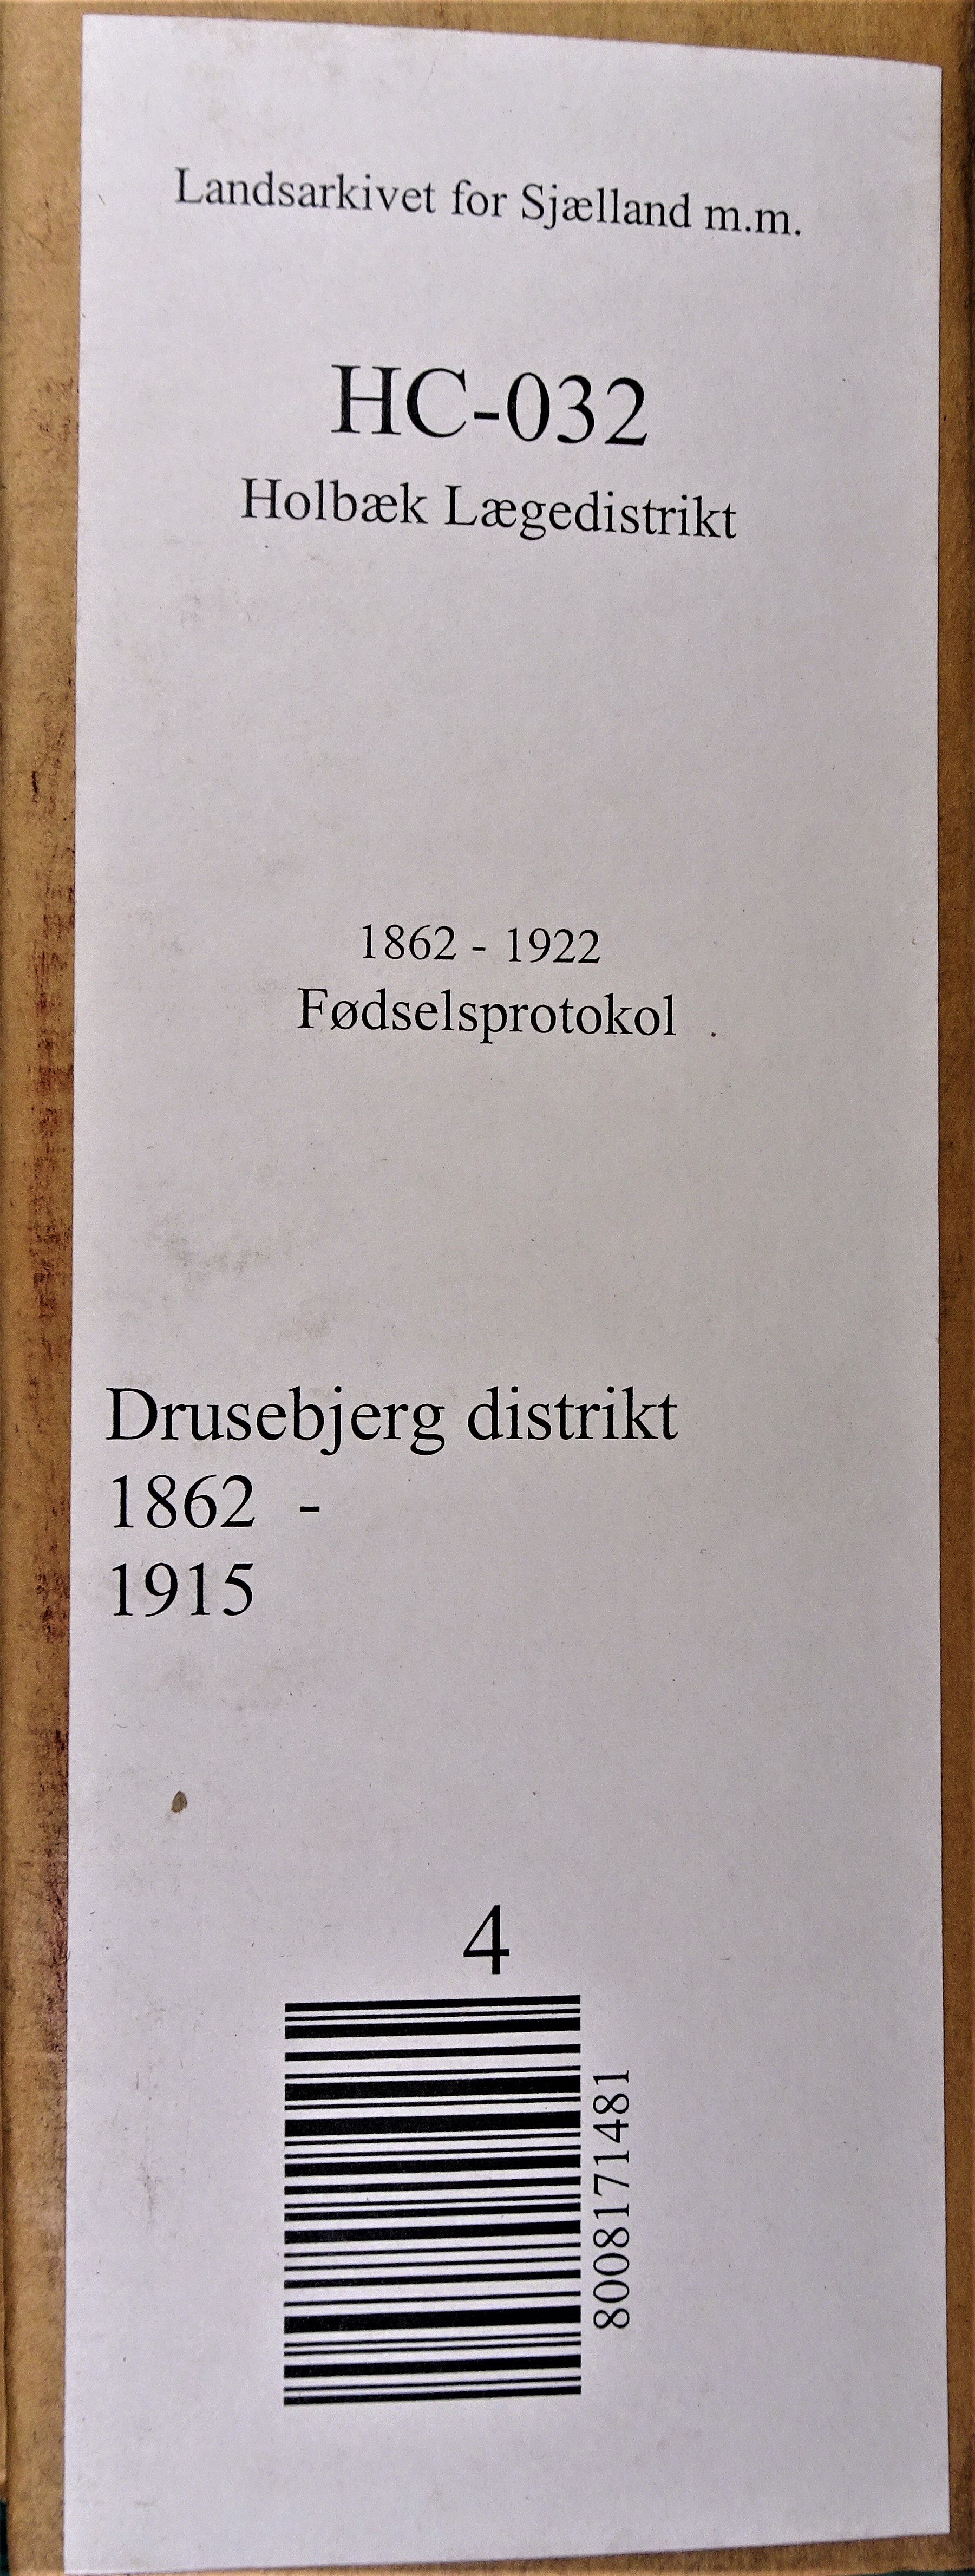 Landsarkivet for Sjælland m.m.
HC-032
Holbæk Lægedistrikt
1862 - 1922
Fødselsprotokol .
Drusebjerg distrikt
1862 -
1915
4
8008171481